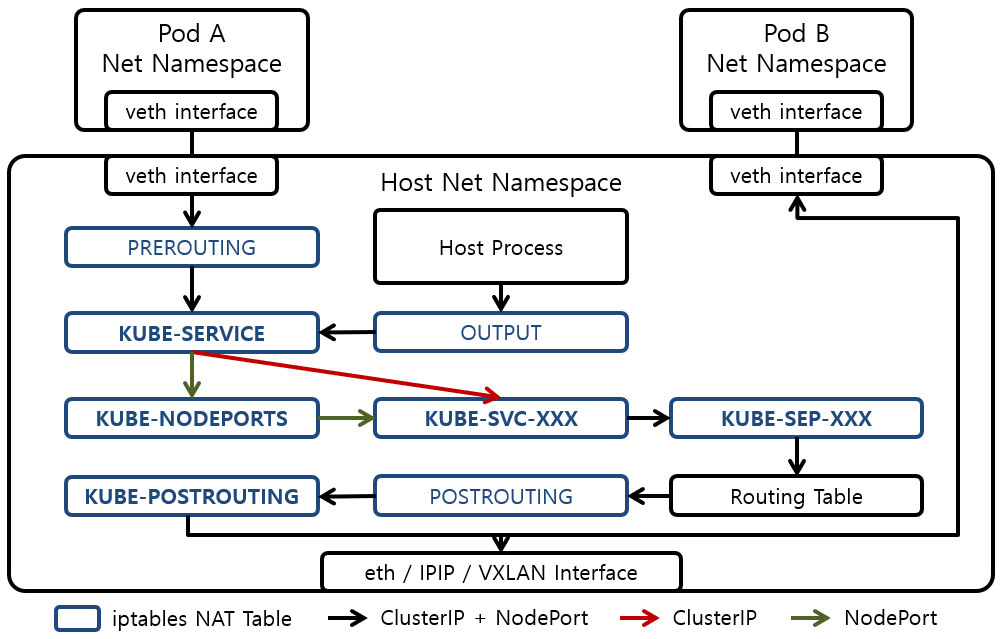 Pod A
Net Namespace
veth interface
Pod B
Net Namespace
veth interface
veth interface
Host Net Namespace
veth interface
PREROUTING
Host Process
KUBE-SERVICE
OUTPUT
KUBE-NODEPORTS
KUBE-SVC-XXX
KUBE-SEP-XXX
KUBE-POSTROUTING
POSTROUTING
Routing Table
eth / IPIP / VXLAN Interface
iptables NAT Table
ClusterIP + NodePort
ClusterIP
NodePort